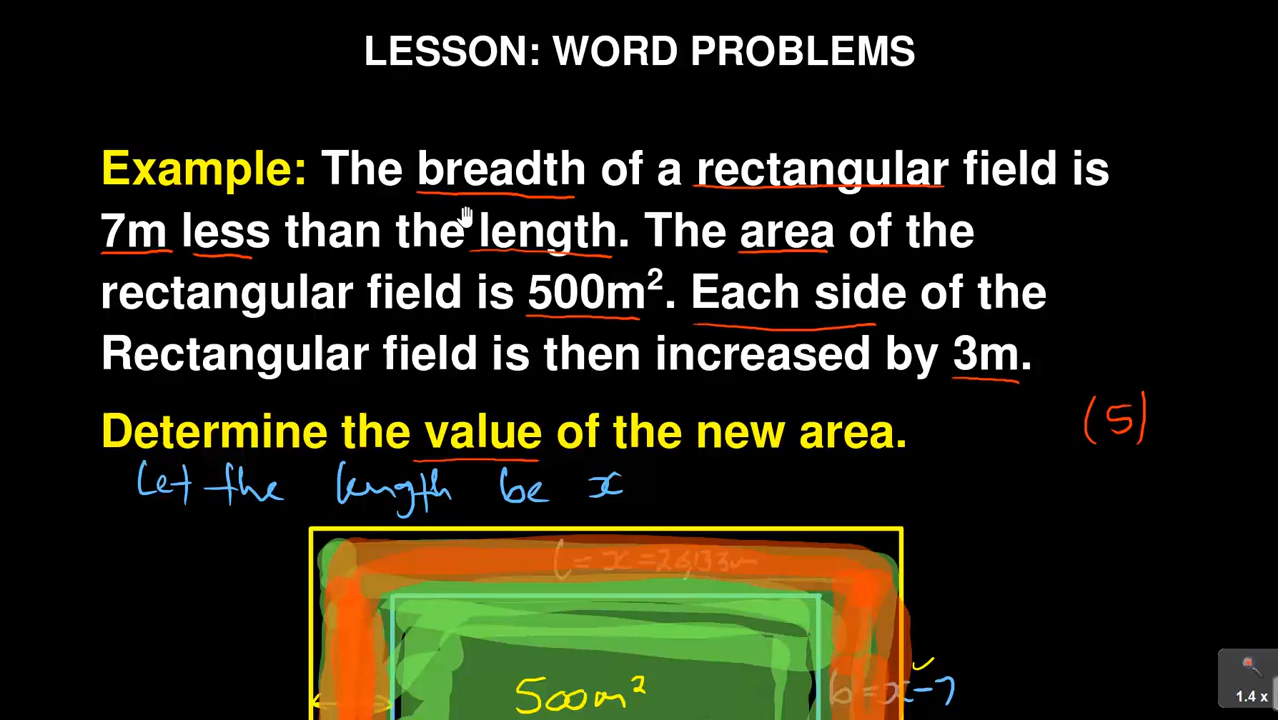 LESSON: WORD PROBLEMS
Example: The breadth of a rectangular field is
7m less than the length. The area of the
rectangular field is 500m². Each side of the
Rectangular field is then increased by 3m.
Determine the value of the new area.
(5)
Let the length be x
l = x = 26,133m
500m²
b = x - 7
1.4 x